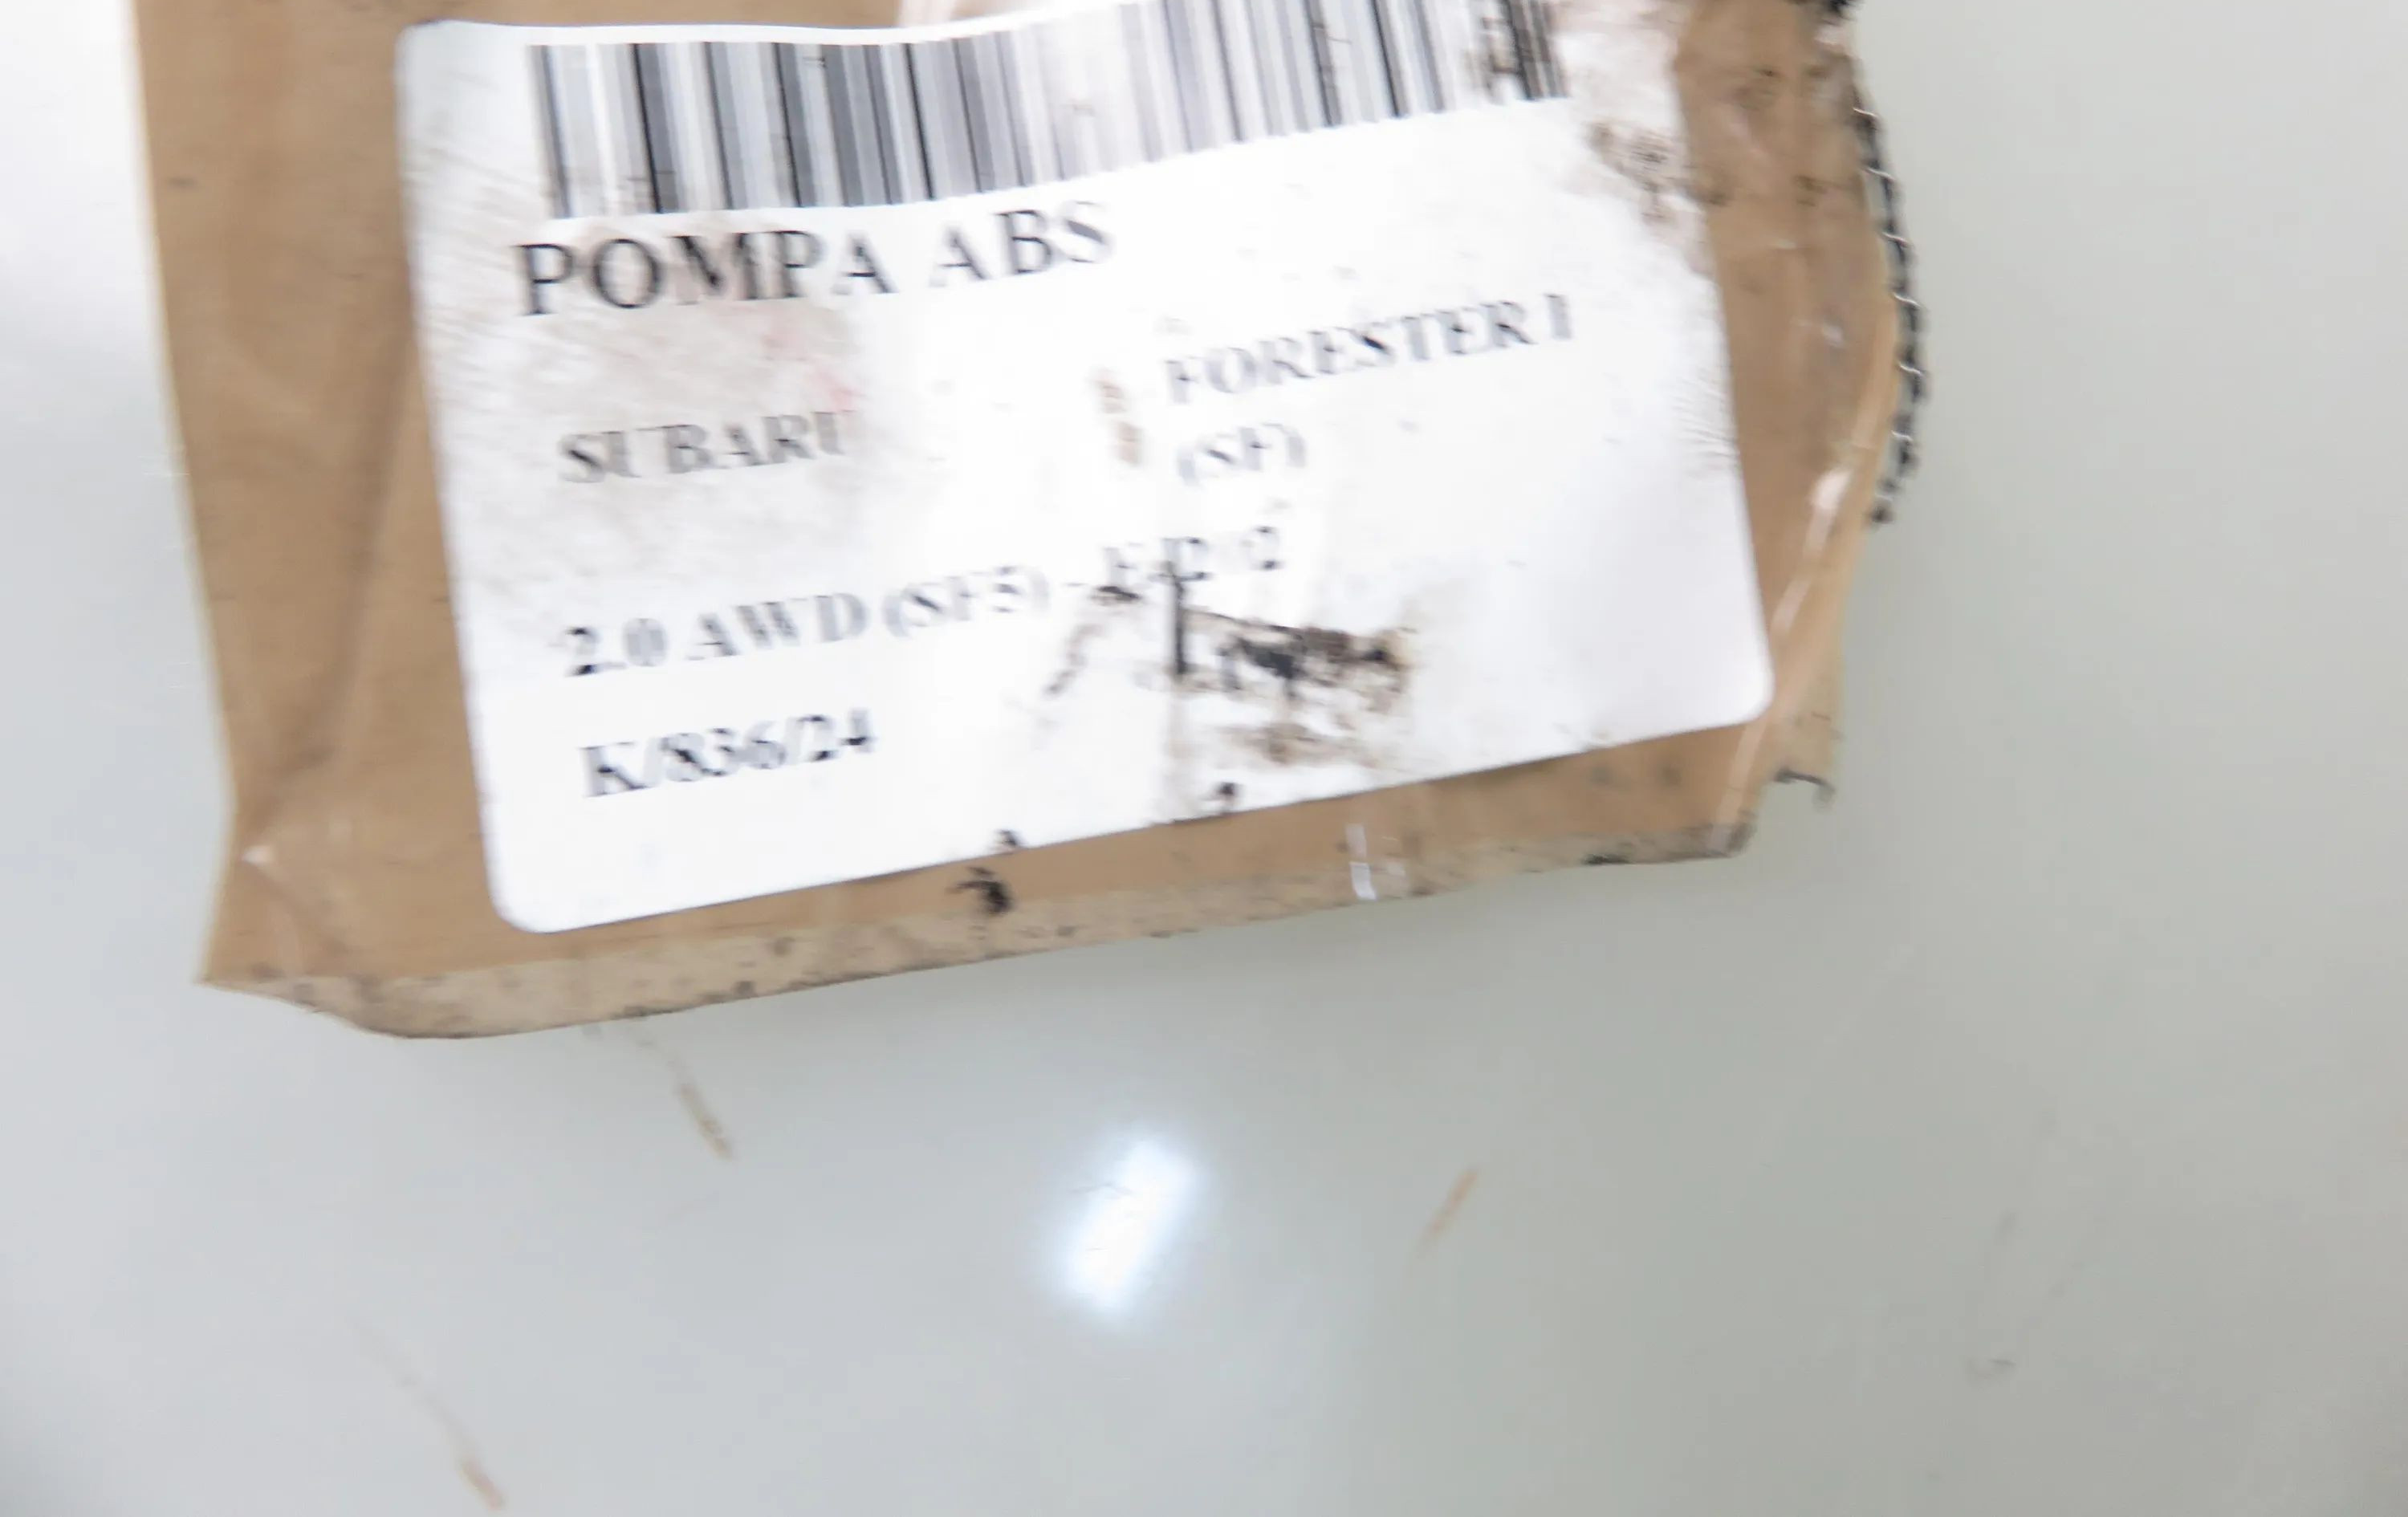 POMPA ABS
SUBARU
FORESTER I
(SF)
2.0 AWD (SF5) -
K/836/24